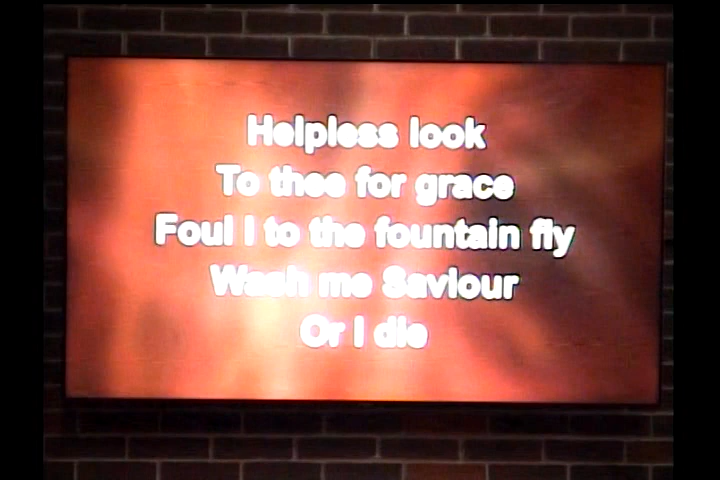 Helpless look
To thee for grace
Foul I to the fountain fly
Wash me Saviour
Or I die